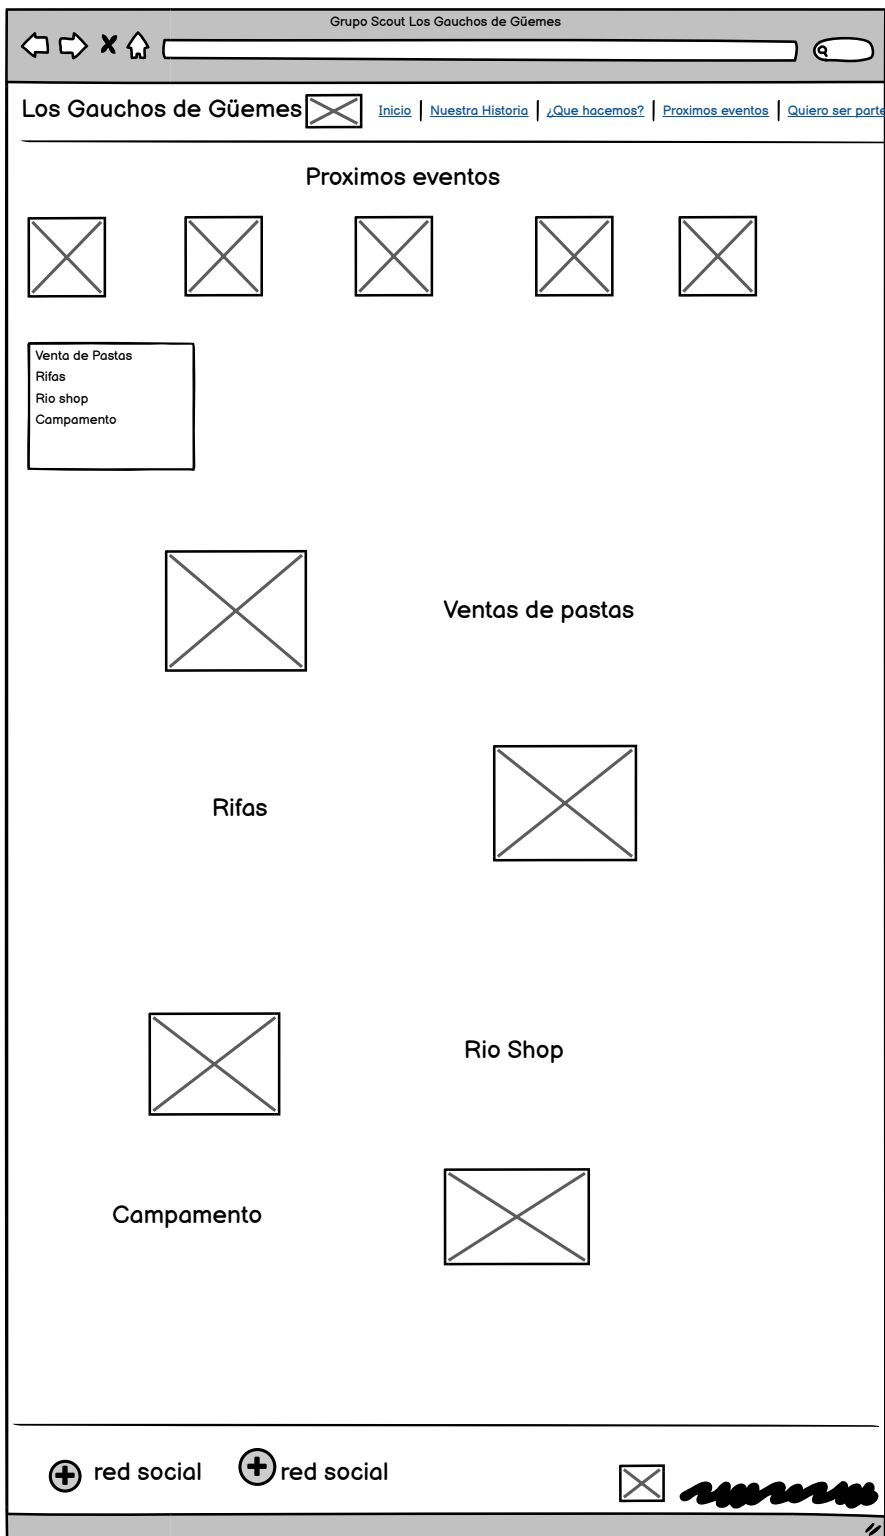 Grupo Scout Los Gauchos de Güemes
Los Gauchos de Güemes
Inicio | Nuestra Historia | ¿Que hacemos? | Proximos eventos | Quiero ser parte
Proximos eventos
Venta de Pastas
Rifas
Rio shop
Campamento
Ventas de pastas
Rifas
Rio Shop
Campamento
red social red social